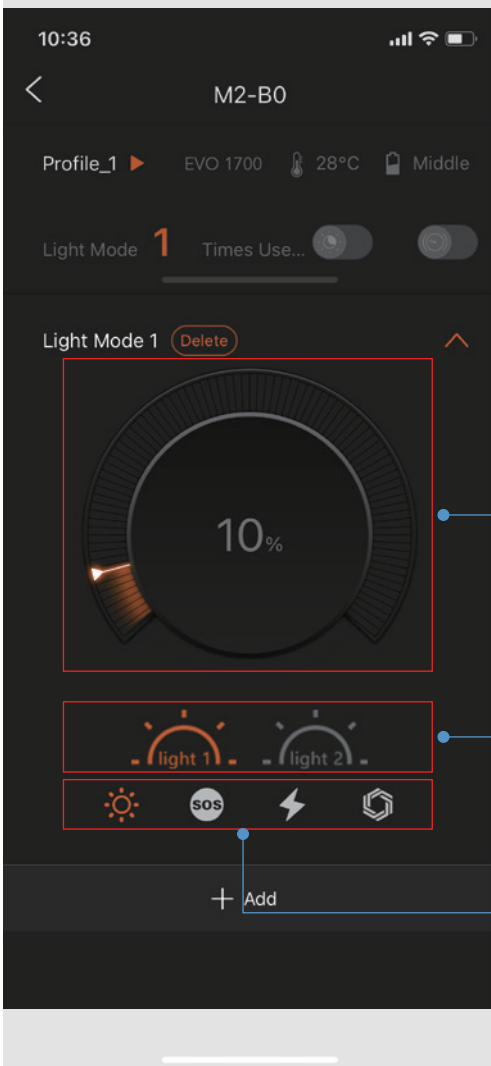 10:36
M2-B0
Profile_1 EVO 1700 28°C Middle
Light Mode 1 Times Use...
Light Mode 1 Delete
10%
light 1 light 2
SOS
+ Add